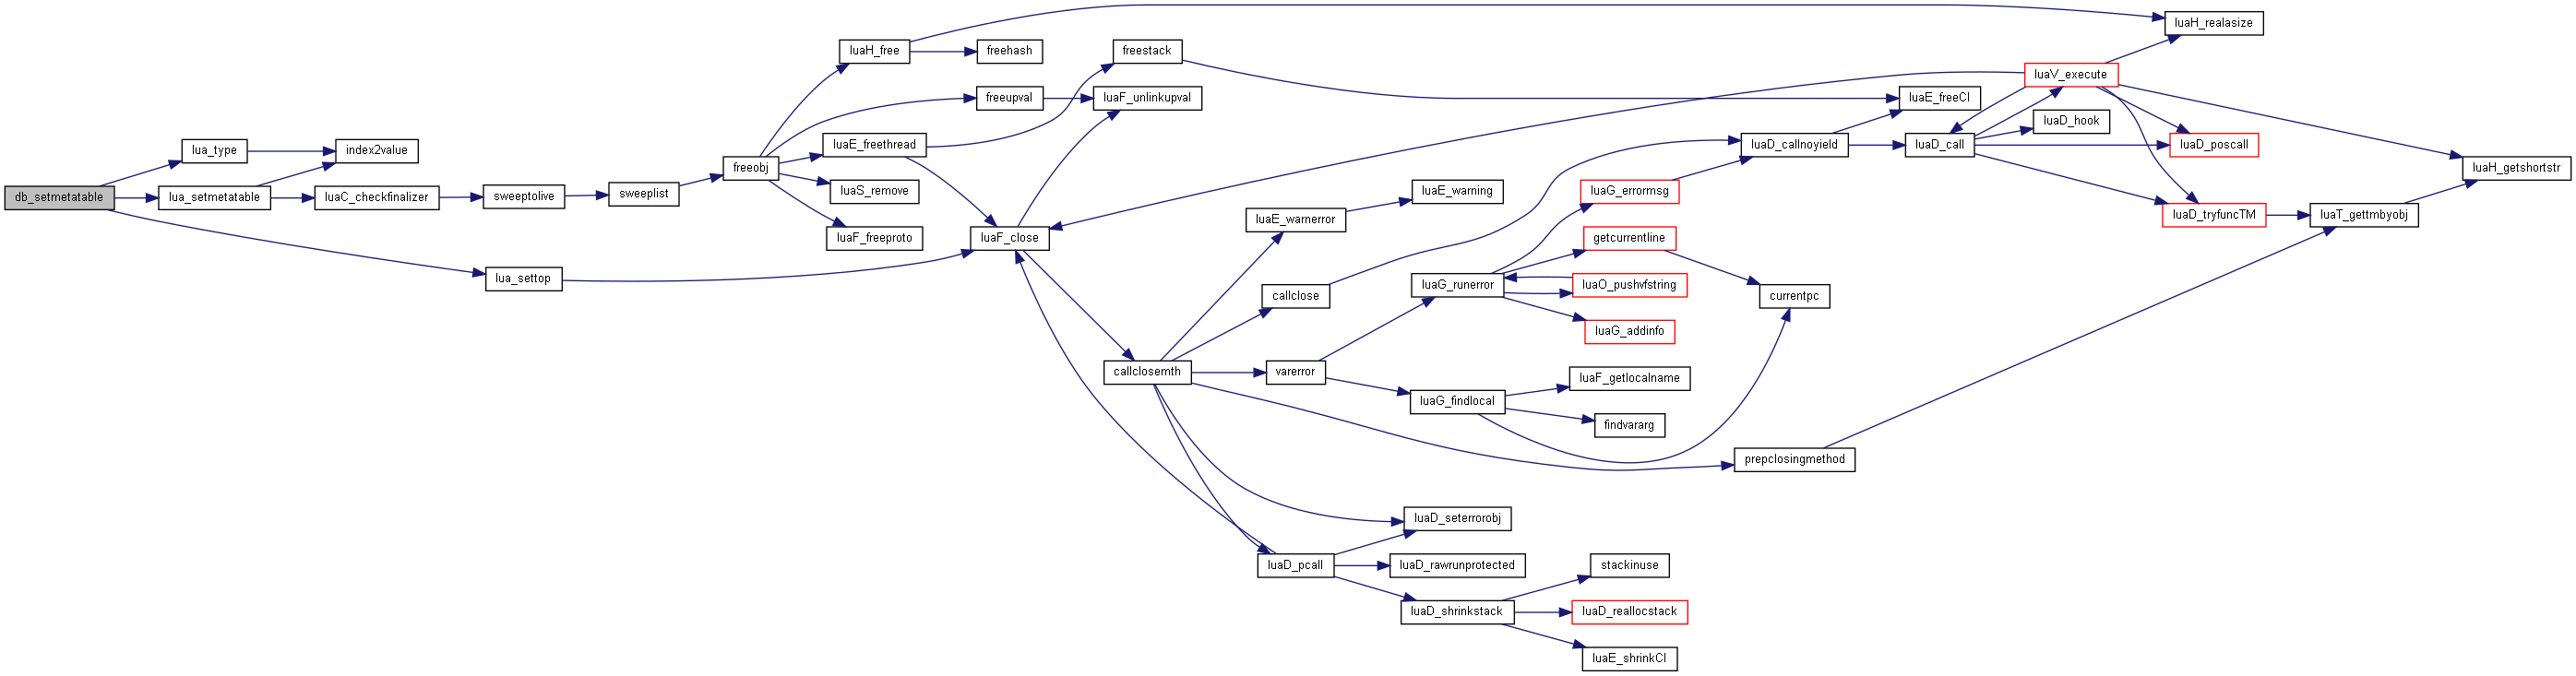 db_setmetatable
lua_type
lua_setmetatable
lua_settop
index2value
luaC_checkfinalizer
sweeptolive
sweeplist
freeobj
luaH_free
freeupval
luaE_freethread
luaS_remove
luaF_freeproto
freehash
luaF_close
freestack
luaF_unlinkupval
callclosemth
luaE_warnerror
callclose
varerror
luaD_pcall
luaE_warning
luaG_runerror
luaG_findlocal
luaD_seterrorobj
luaD_rawrunprotected
luaD_shrinkstack
luaG_errormsg
getcurrentline
luaO_pushvfstring
luaG_addinfo
luaF_getlocalname
findvararg
stackinuse
luaD_reallocstack
luaE_shrinkCI
luaD_callnoyield
currentpc
prepclosingmethod
luaE_freeCI
luaD_call
luaV_execute
luaD_hook
luaH_realasize
luaD_poscall
luaD_tryfuncTM
luaT_gettmbyobj
luaH_getshortstr